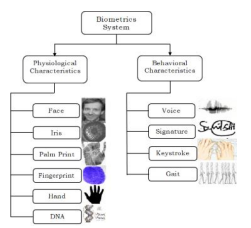 Biometrics
System
Physiological
Characteristics
Behavioral
Characteristics
Face
Iris
Palm Print
Fingerprint
Hand
DNA
Voice
Signature
Keystroke
Gait